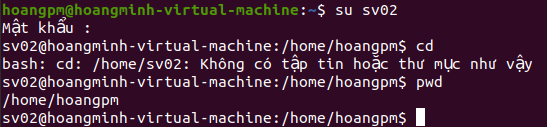 hoangpm@hoangminh-virtual-machine:~$ su sv02
Mật khẩu :
sv02@hoangminh-virtual-machine:/home/hoangpm$ cd
bash: cd: /home/sv02: Không có tập tin hoặc thư mục như vậy
sv02@hoangminh-virtual-machine:/home/hoangpm$ pwd
/home/hoangpm
sv02@hoangminh-virtual-machine:/home/hoangpm$